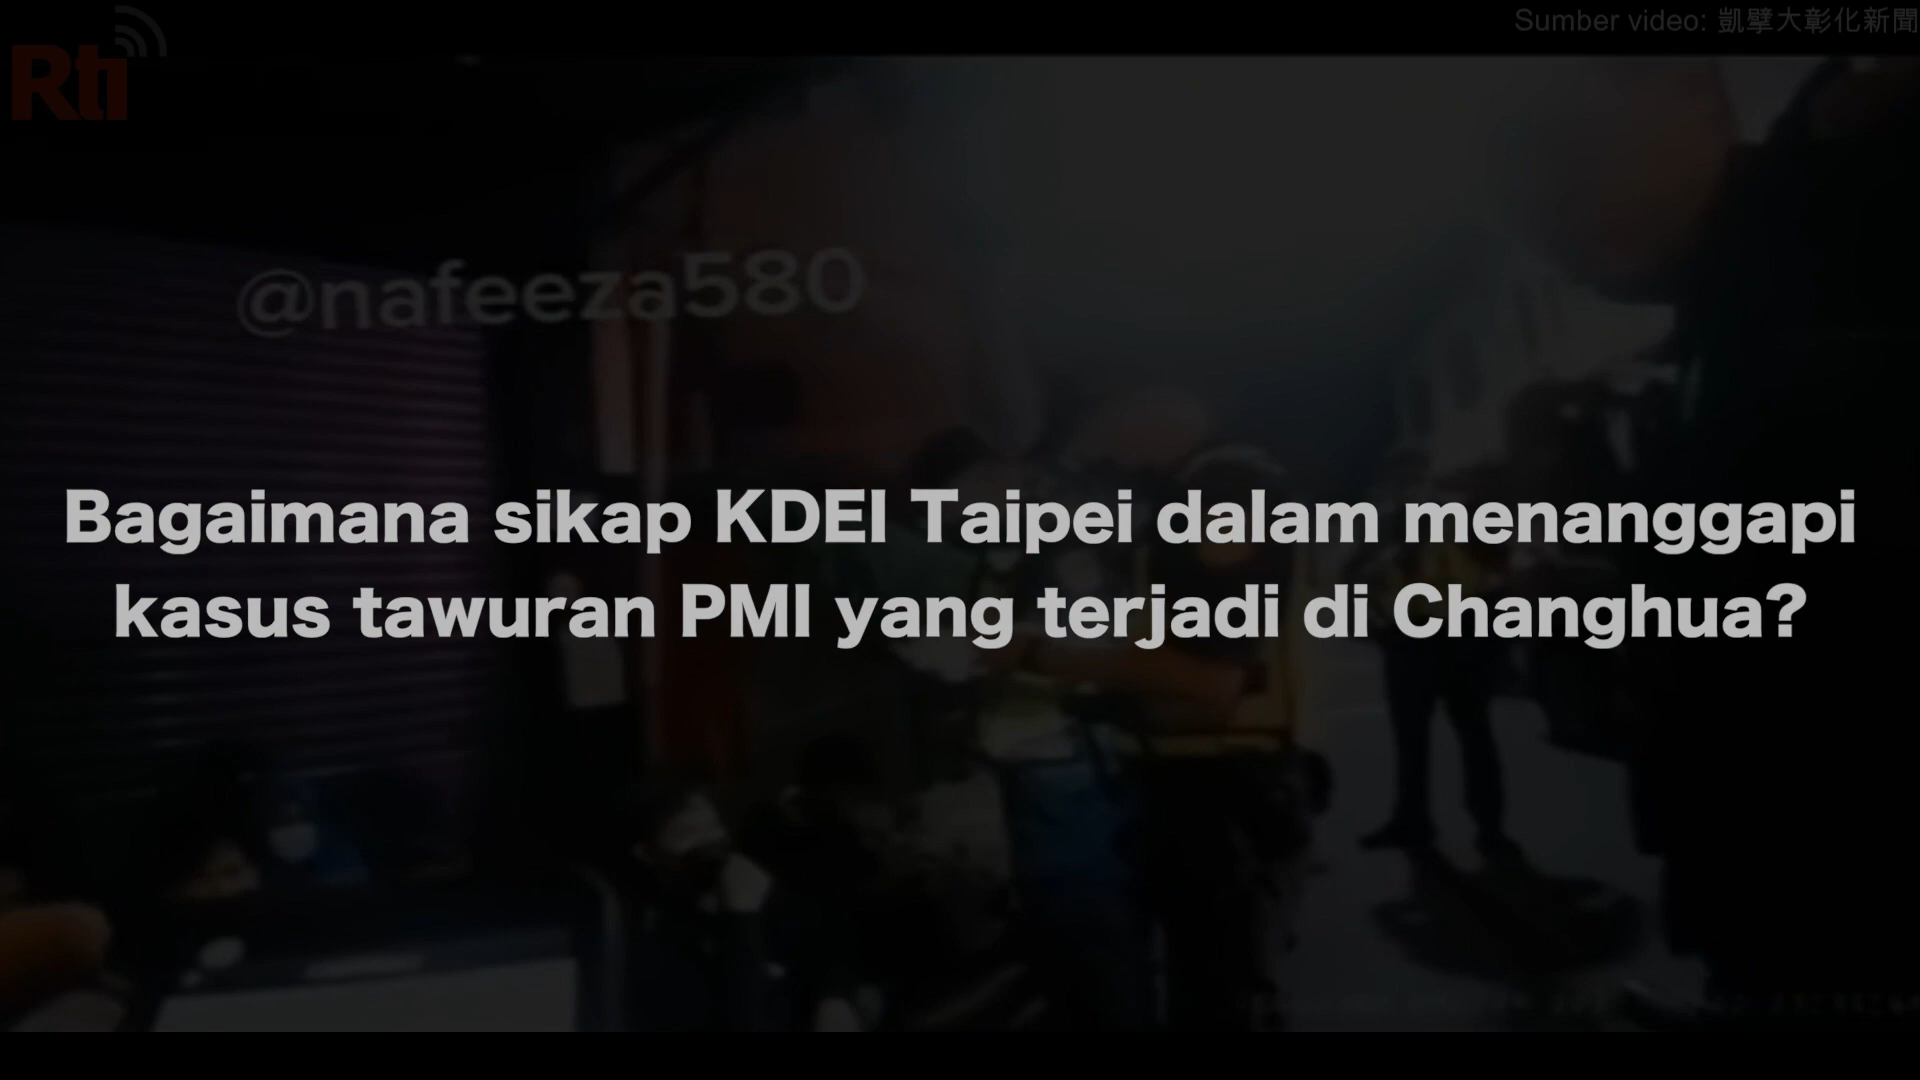 Sumber video: 凱擘大彰化新聞
Rti
@nafeeza580
Bagaimana sikap KDEI Taipei dalam menanggapi
kasus tawuran PMI yang terjadi di Changhua?